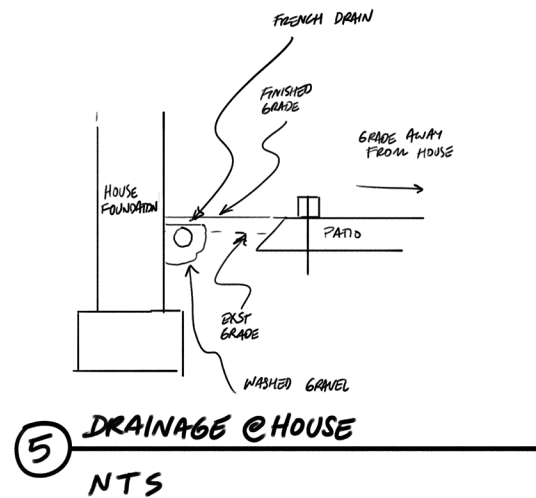 FRENCH DRAIN
FINISHED
GRADE
GRADE AWAY
FROM HOUSE
HOUSE
FOUNDATION
PATIO
EXST
GRADE
WASHED GRAVEL
5
DRAINAGE @ HOUSE
NTS